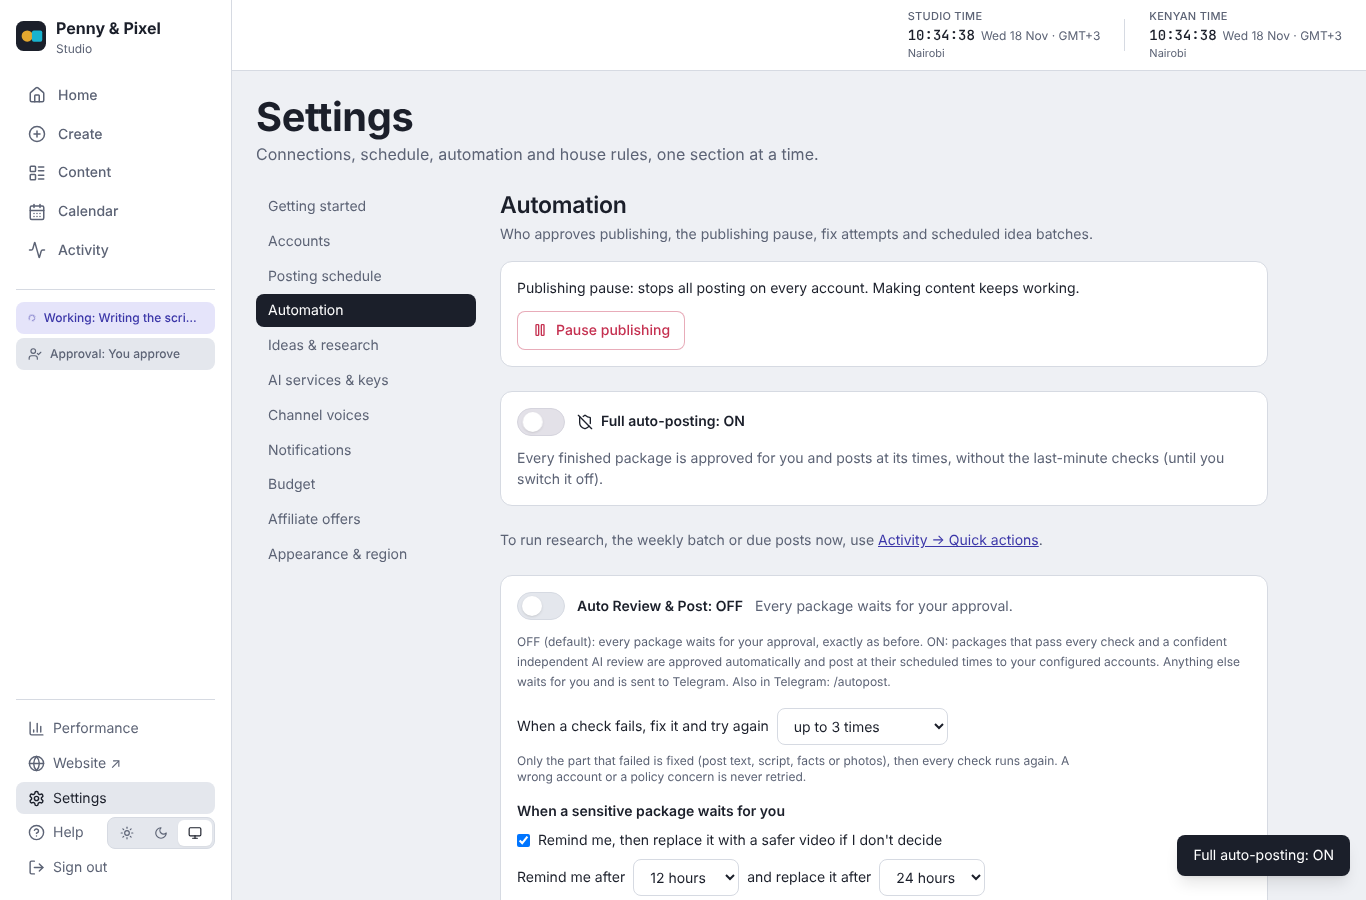 Penny & Pixel
Studio
Home
Create
Content
Calendar
Activity
Working: Writing the scri...
Approval: You approve
Performance
Website ↗
Settings
Help
Sign out
STUDIO TIME
10:34:38 Wed 18 Nov · GMT+3
Nairobi
KENYAN TIME
10:34:38 Wed 18 Nov · GMT+3
Nairobi
Settings
Connections, schedule, automation and house rules, one section at a time.
Getting started
Accounts
Posting schedule
Automation
Ideas & research
AI services & keys
Channel voices
Notifications
Budget
Affiliate offers
Appearance & region
Automation
Who approves publishing, the publishing pause, fix attempts and scheduled idea batches.
Publishing pause: stops all posting on every account. Making content keeps working.
Pause publishing
Full auto-posting: ON
Every finished package is approved for you and posts at its times, without the last-minute checks (until you
switch it off).
To run research, the weekly batch or due posts now, use Activity → Quick actions.
Auto Review & Post: OFF Every package waits for your approval.
OFF (default): every package waits for your approval, exactly as before. ON: packages that pass every check and a confident
independent AI review are approved automatically and post at their scheduled times to your configured accounts. Anything else
waits for you and is sent to Telegram. Also in Telegram: /autopost.
When a check fails, fix it and try again up to 3 times
Only the part that failed is fixed (post text, script, facts or photos), then every check runs again. A
wrong account or a policy concern is never retried.
When a sensitive package waits for you
Remind me, then replace it with a safer video if I don't decide
Remind me after 12 hours and replace it after 24 hours
Full auto-posting: ON